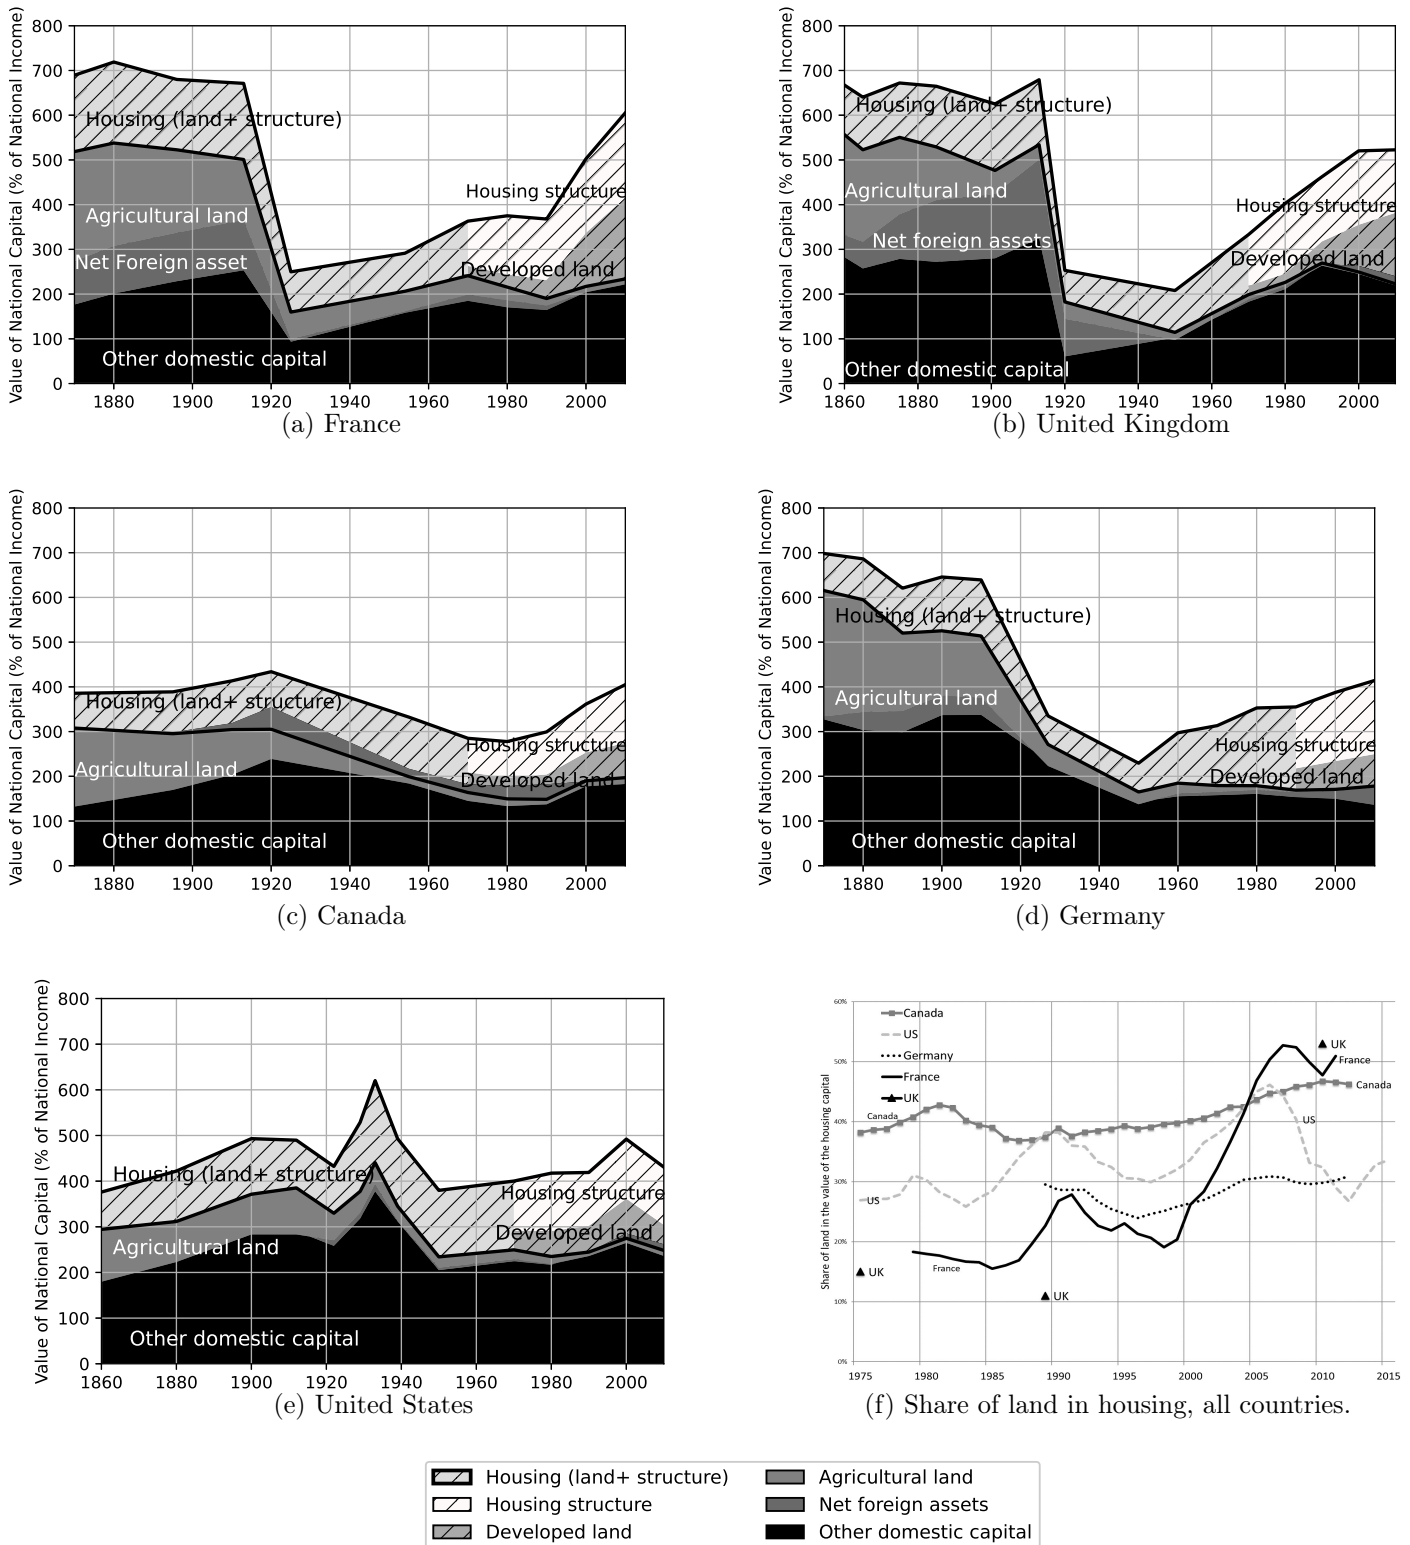 Value of National Capital (% of National Income)
800
700
600
500
400
300
200
100
0
Housing (land+ structure)
Agricultural land
Net Foreign asset
Other domestic capital
Housing structure
Developed land
1880 1900 1920 1940 1960 1980 2000
(a) France
Value of National Capital (% of National Income)
800
700
600
500
400
300
200
100
0
Housing (land+ structure)
Agricultural land
Net foreign assets
Other domestic capital
Housing structure
Developed land
1860 1880 1900 1920 1940 1960 1980 2000
(b) United Kingdom
Value of National Capital (% of National Income)
800
700
600
500
400
300
200
100
0
Housing (land+ structure)
Agricultural land
Other domestic capital
Housing structure
Developed land
1880 1900 1920 1940 1960 1980 2000
(c) Canada
Value of National Capital (% of National Income)
800
700
600
500
400
300
200
100
0
Housing (land+ structure)
Agricultural land
Other domestic capital
Housing structure
Developed land
1880 1900 1920 1940 1960 1980 2000
(d) Germany
Value of National Capital (% of National Income)
800
700
600
500
400
300
200
100
0
Housing (land+ structure)
Agricultural land
Other domestic capital
Housing structure
Developed land
1860 1880 1900 1920 1940 1960 1980 2000
(e) United States
Share of land in the value of the housing capital
60%
50%
40%
30%
20%
10%
0%
Canada
US
Germany
France
UK
Canada
US
France
UK
UK
UK
France
Canada
US
1975 1980 1985 1990 1995 2000 2005 2010 2015
(f) Share of land in housing, all countries.
Housing (land+ structure)
Housing structure
Developed land
Agricultural land
Net foreign assets
Other domestic capital